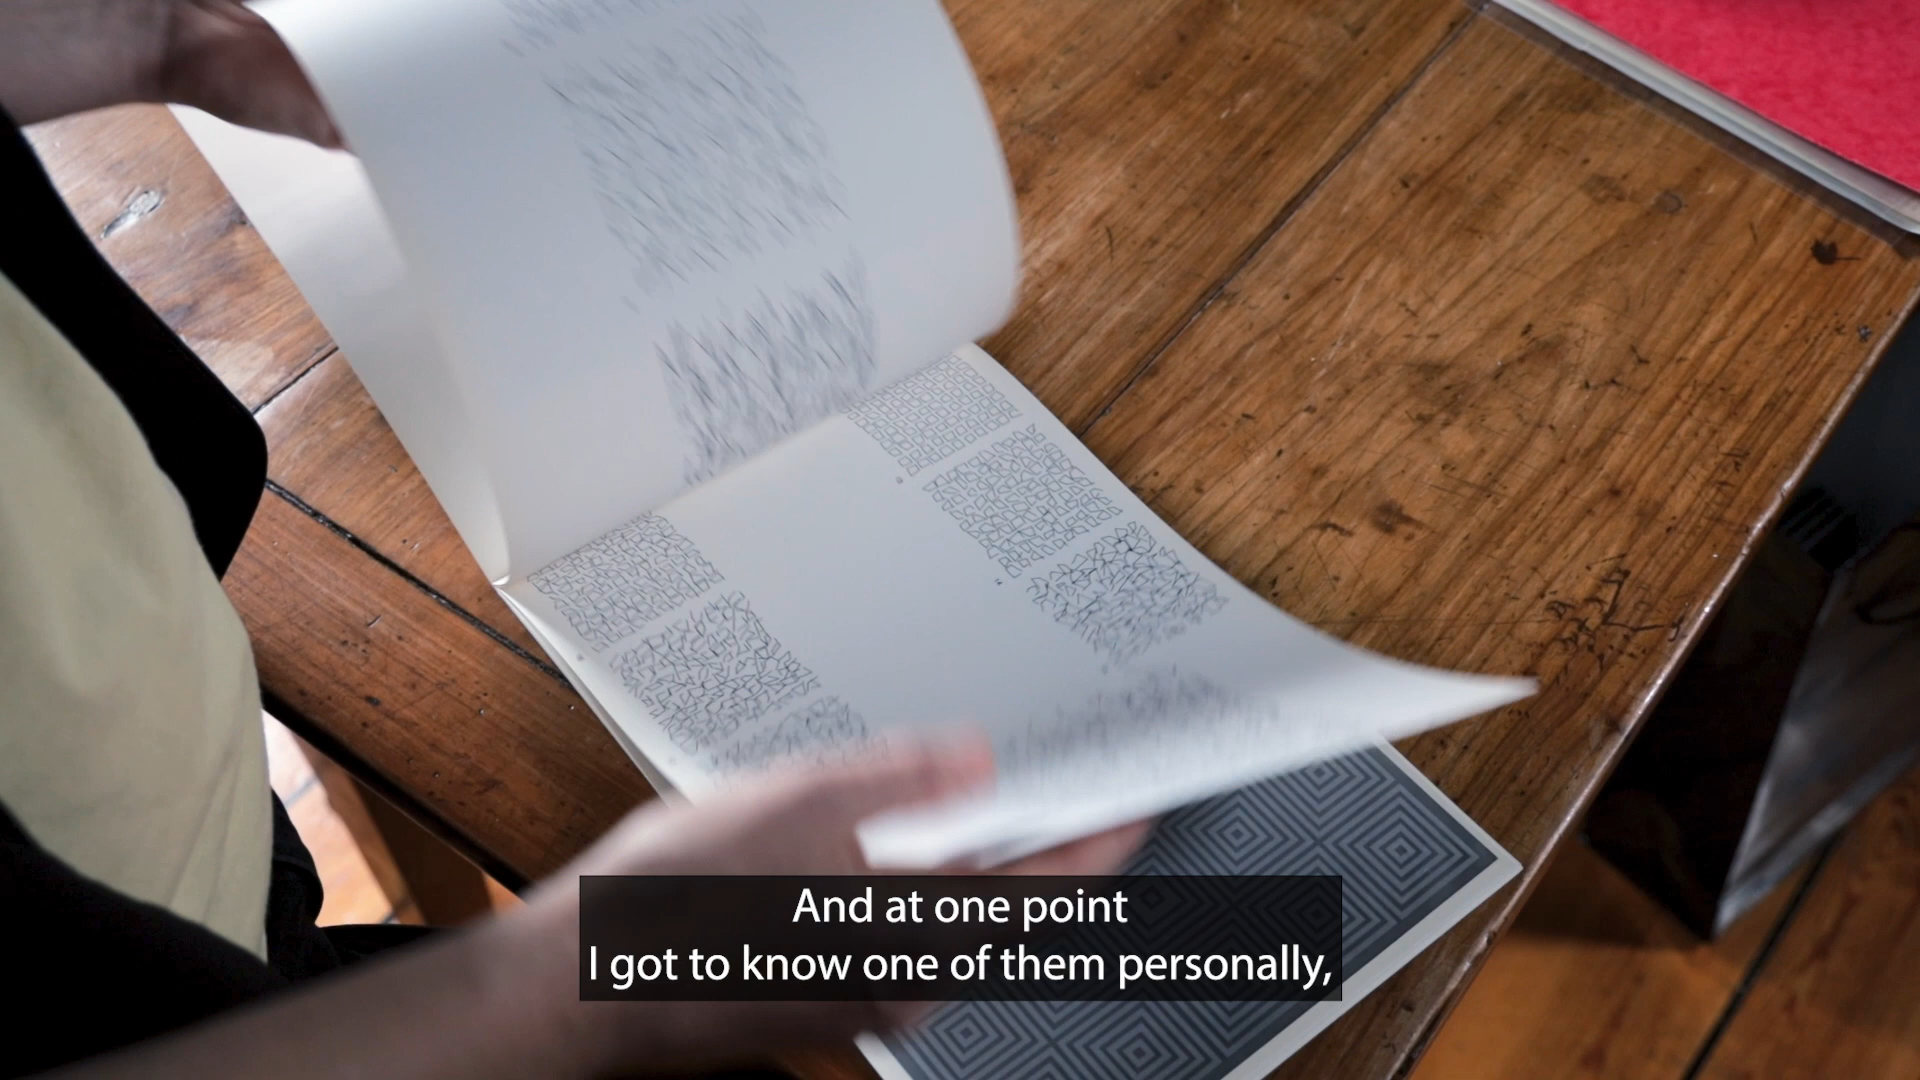 And at one point
I got to know one of them personally,